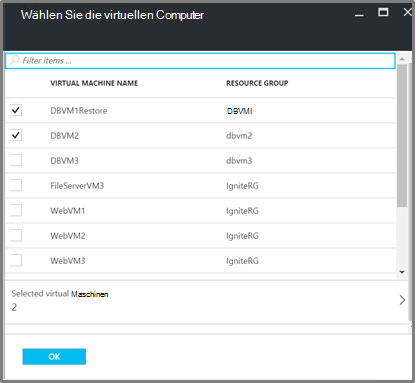 Wählen Sie die virtuellen Computer
Filter items ...
VIRTUAL MACHINE NAME RESOURCE GROUP
DBVM1Restore IDBVMI
DBVM2 dbvm2
DBVM3 dbvm3
FileServerVM3 IgniteRG
WebVM1 IgniteRG
WebVM2 IgniteRG
WebVM3 IgniteRG
Selected virtual Maschinen
2
OK